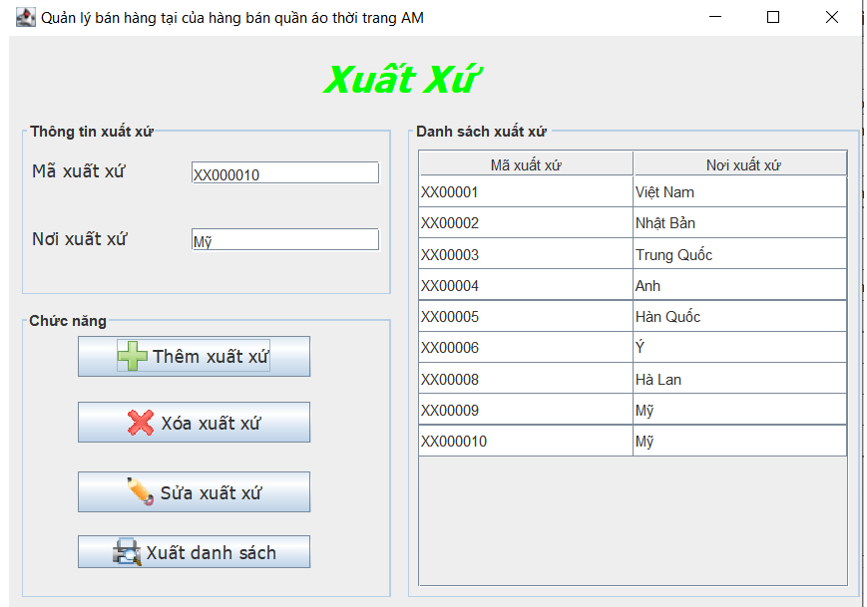 Quản lý bán hàng tại của hàng bán quần áo thời trang AM
Xuất Xứ
Thông tin xuất xứ
Mã xuất xứ XX000010
Nơi xuất xứ Mỹ
Chức năng
Thêm xuất xứ
Xóa xuất xứ
Sửa xuất xứ
Xuất danh sách
Danh sách xuất xứ
Mã xuất xứ Nơi xuất xứ
XX00001 Việt Nam
XX00002 Nhật Bản
XX00003 Trung Quốc
XX00004 Anh
XX00005 Hàn Quốc
XX00006 Ý
XX00008 Hà Lan
XX00009 Mỹ
XX000010 Mỹ